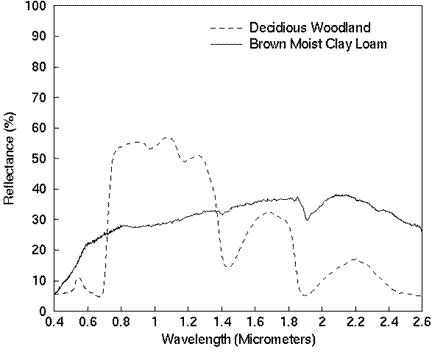 100
90
80
70
60
50
40
30
20
10
0
Reflectance (%)
Decidious Woodland
Brown Moist Clay Loam
0.4 0.6 0.8 1 1.2 1.4 1.6 1.8 2 2.2 2.4 2.6
Wavelength (Micrometers)